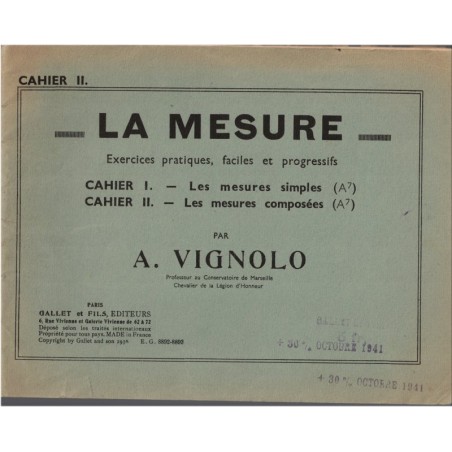 CAHIER II.
LA MESURE
Exercices pratiques, faciles et progressifs
CAHIER I. — Les mesures simples (A⁷)
CAHIER II. — Les mesures composées (A⁷)
PAR
A. VIGNOLO
Professeur au Conservatoire de Marseille
Chevalier de la Légion d'Honneur
PARIS
GALLET et FILS, EDITEURS
6, Rue Vivienne et Galerie Vivienne de 42 à 72
Déposé selon les traités internationaux
Propriété pour tous pays. MADE in France
Copyright by Gallet and son 193
E. G.
+ 30 %, OCTOBRE 1941
+ 30 %, OCTOBRE 1941